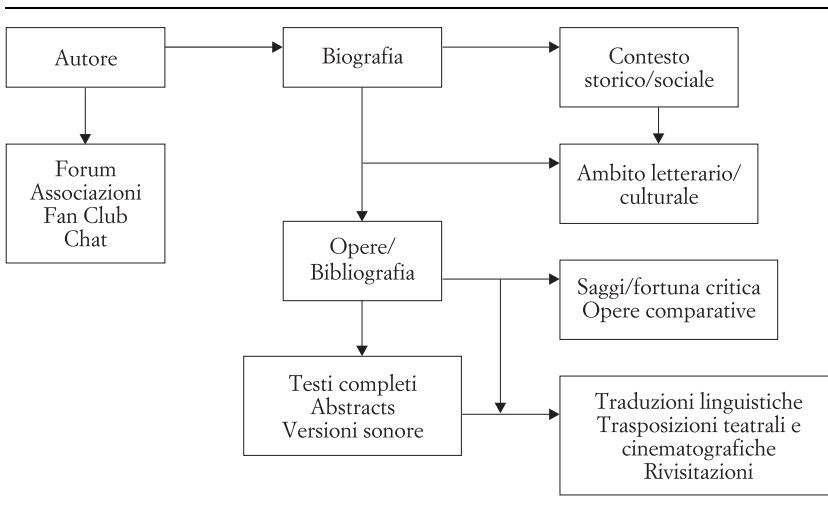 Autore
Biografia
Contesto
storico/sociale
Forum
Associazioni
Fan Club
Chat
Ambito letterario/
culturale
Opere/
Bibliografia
Saggi/fortuna critica
Opere comparative
Testi completi
Abstracts
Versioni sonore
Traduzioni linguistiche
Trasposizioni teatrali e
cinematografiche
Rivisitazioni